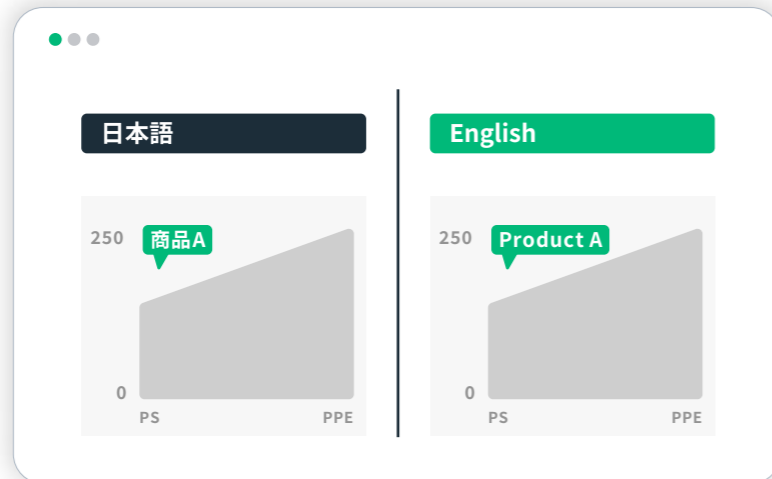 日本語
250
商品A
0
PS PPE
English
250
Product A
0
PS PPE